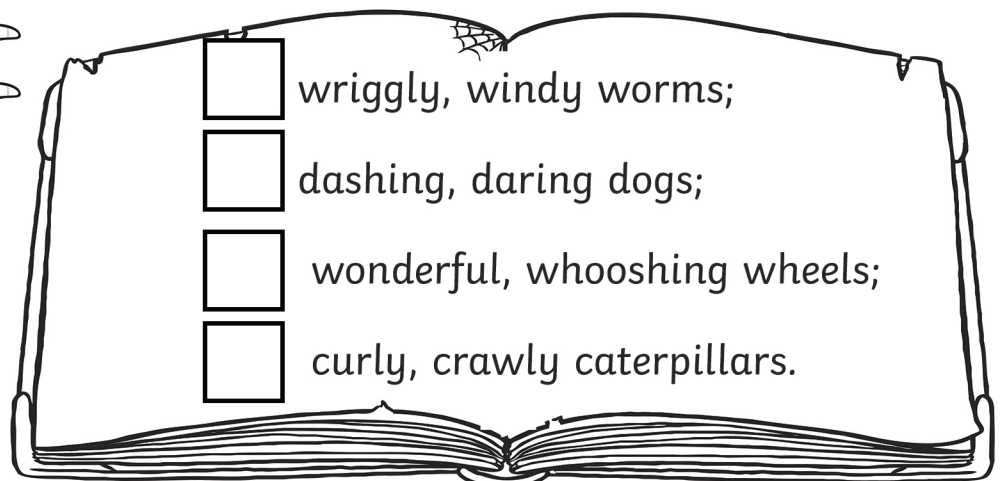 wriggly, windy worms;
dashing, daring dogs;
wonderful, whooshing wheels;
curly, crawly caterpillars.